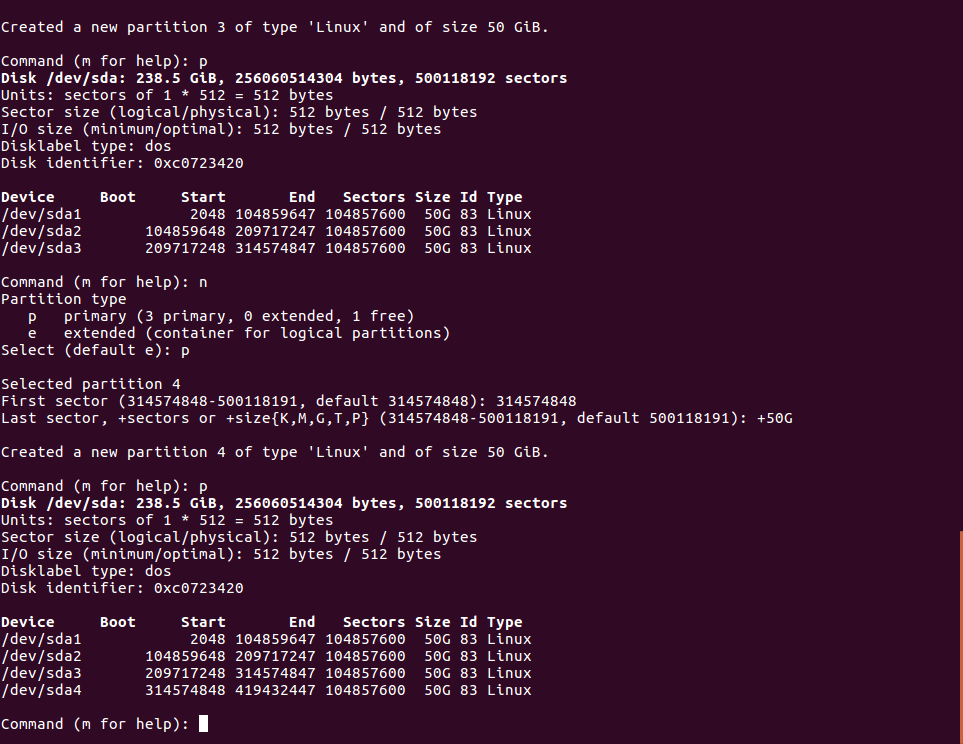 Created a new partition 3 of type 'Linux' and of size 50 GiB.
Command (m for help): p
Disk /dev/sda: 238.5 GiB, 256060514304 bytes, 500118192 sectors
Units: sectors of 1 * 512 = 512 bytes
Sector size (logical/physical): 512 bytes / 512 bytes
I/O size (minimum/optimal): 512 bytes / 512 bytes
Disklabel type: dos
Disk identifier: 0xc0723420
Device     Boot     Start       End   Sectors Size Id Type
/dev/sda1            2048 104859647 104857600  50G 83 Linux
/dev/sda2       104859648 209717247 104857600  50G 83 Linux
/dev/sda3       209717248 314574847 104857600  50G 83 Linux
Command (m for help): n
Partition type
   p   primary (3 primary, 0 extended, 1 free)
   e   extended (container for logical partitions)
Select (default e): p
Selected partition 4
First sector (314574848-500118191, default 314574848): 314574848
Last sector, +sectors or +size{K,M,G,T,P} (314574848-500118191, default 500118191): +50G
Created a new partition 4 of type 'Linux' and of size 50 GiB.
Command (m for help): p
Disk /dev/sda: 238.5 GiB, 256060514304 bytes, 500118192 sectors
Units: sectors of 1 * 512 = 512 bytes
Sector size (logical/physical): 512 bytes / 512 bytes
I/O size (minimum/optimal): 512 bytes / 512 bytes
Disklabel type: dos
Disk identifier: 0xc0723420
Device     Boot     Start       End   Sectors Size Id Type
/dev/sda1            2048 104859647 104857600  50G 83 Linux
/dev/sda2       104859648 209717247 104857600  50G 83 Linux
/dev/sda3       209717248 314574847 104857600  50G 83 Linux
/dev/sda4       314574848 419432447 104857600  50G 83 Linux
Command (m for help):